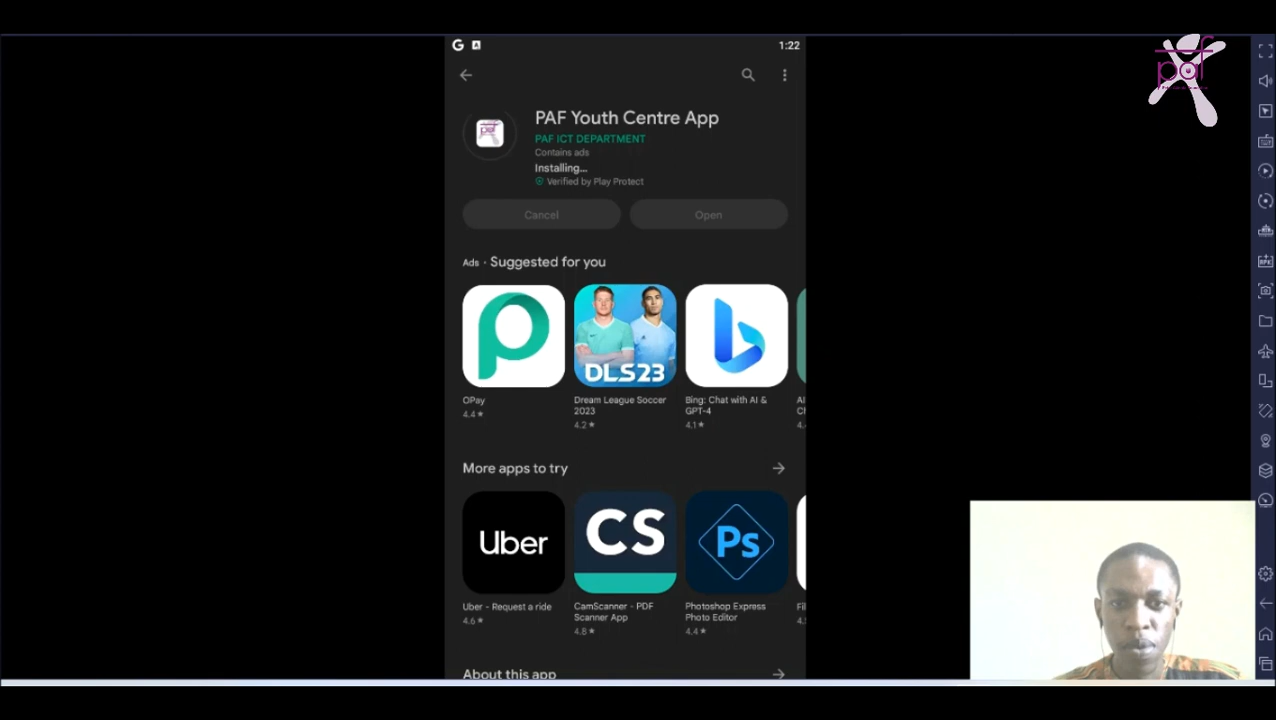 1:22
paf
PAF Youth Centre App
PAF ICT DEPARTMENT
Contains ads
Installing...
Verified by Play Protect
Cancel
Open
Ads · Suggested for you
DLS23
OPay
4.4★
Dream League Soccer
2023
4.2★
Bing: Chat with AI &
GPT-4
4.1★
More apps to try
Uber
CS
Ps
Uber - Request a ride
4.6★
CamScanner - PDF
Scanner App
4.8★
Photoshop Express
Photo Editor
4.4★
About this app